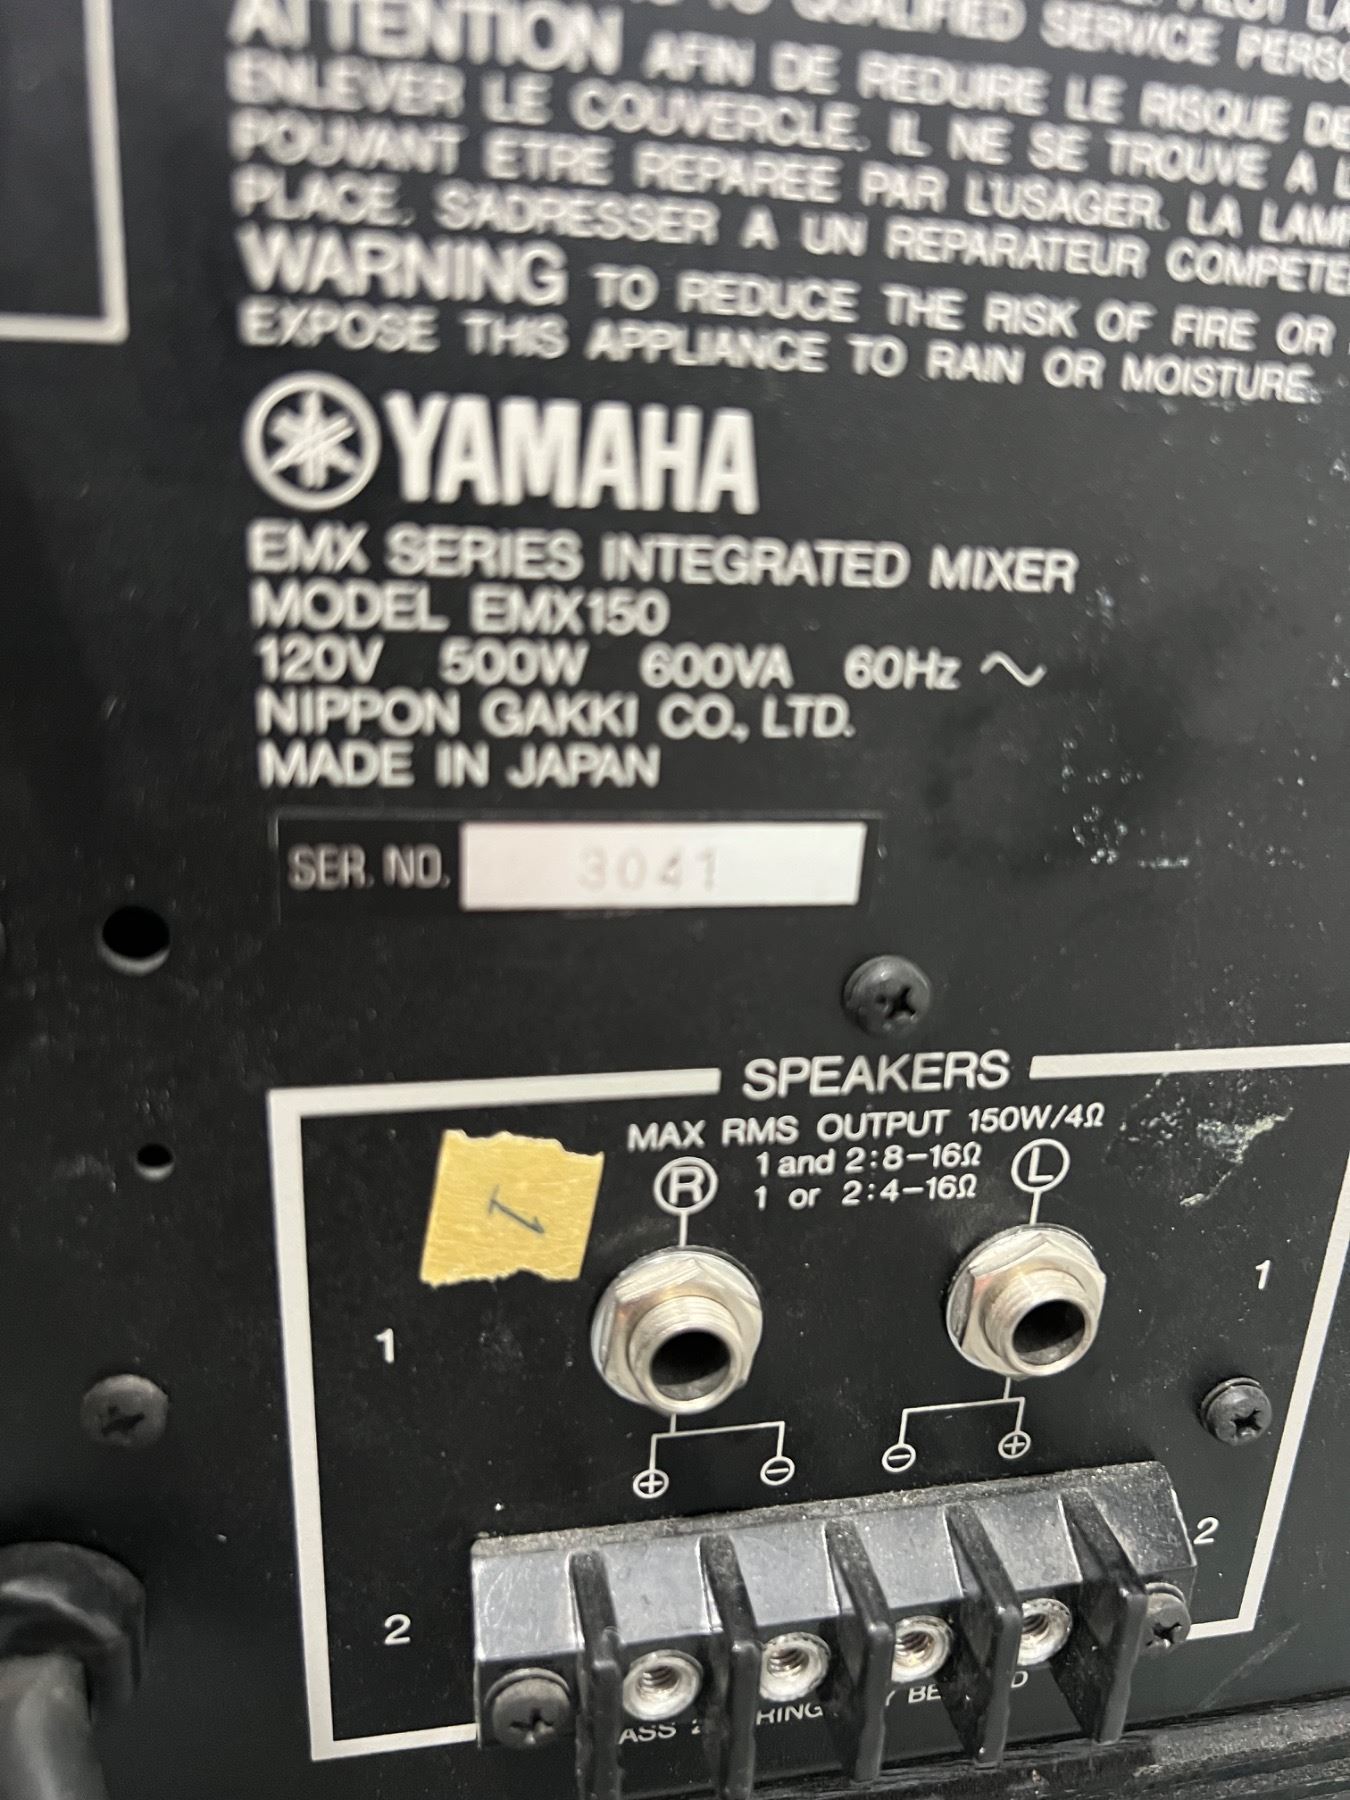 QUALIFIED SERVICE
ATTENTION AFIN DE REDUIRE LE RISQUE DE
ENLEVER LE COUVERCLE. IL NE SE TROUVE A
POUVANT ETRE REPAREE PAR L'USAGER. LA
PLACE. S'ADRESSER A UN REPARATEUR
WARNING TO REDUCE THE RISK OF FIRE OR
EXPOSE THIS APPLIANCE TO RAIN OR MOISTURE.
YAMAHA
EMX SERIES INTEGRATED MIXER
MODEL EMX150
120V 500W 600VA 60Hz ～
NIPPON GAKKI CO., LTD.
MADE IN JAPAN
SER. NO. 3041
SPEAKERS
MAX RMS OUTPUT 150W/4Ω
1 and 2:8-16Ω
1 or 2:4-16Ω
R L
1
1 1
⊕ ⊖ ⊖ ⊕
2 2